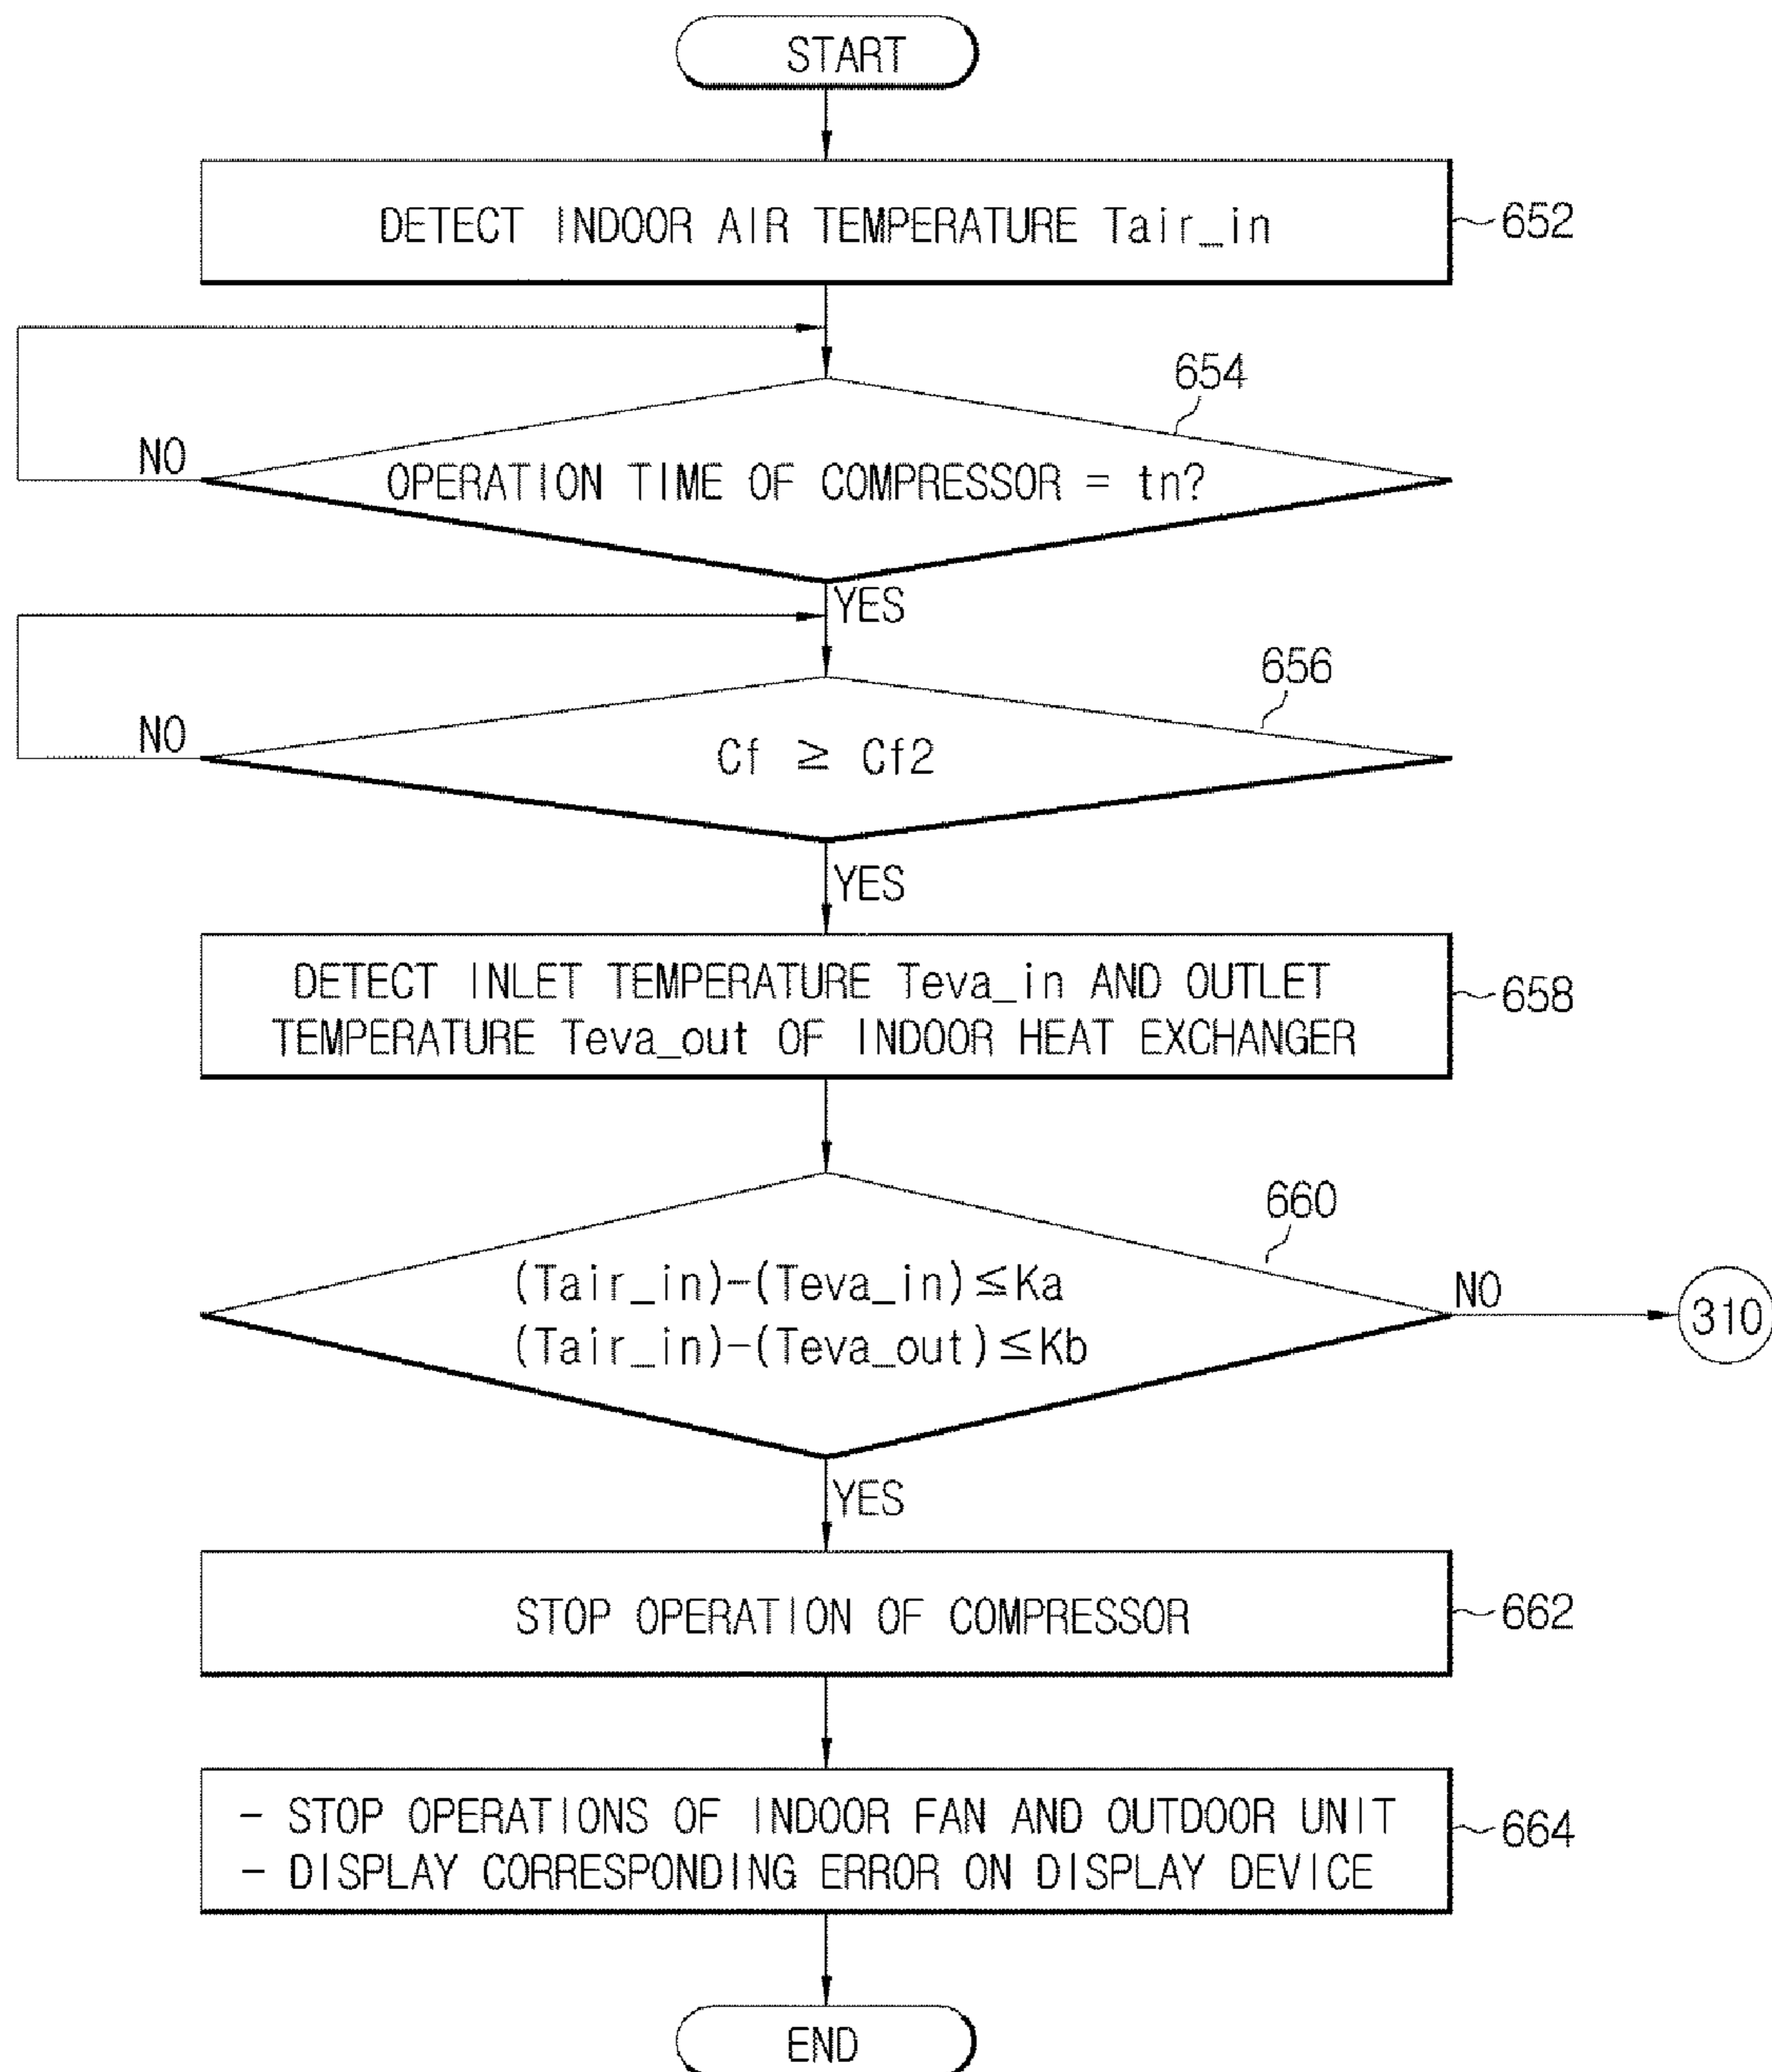 START
DETECT INDOOR AIR TEMPERATURE Tair_in
652
654
NO
OPERATION TIME OF COMPRESSOR = tn?
YES
656
NO
Cf ≥ Cf2
YES
DETECT INLET TEMPERATURE Teva_in AND OUTLET
TEMPERATURE Teva_out OF INDOOR HEAT EXCHANGER
658
660
(Tair_in)-(Teva_in)≤Ka
(Tair_in)-(Teva_out)≤Kb
NO
310
YES
STOP OPERATION OF COMPRESSOR
662
- STOP OPERATIONS OF INDOOR FAN AND OUTDOOR UNIT
- DISPLAY CORRESPONDING ERROR ON DISPLAY DEVICE
664
END